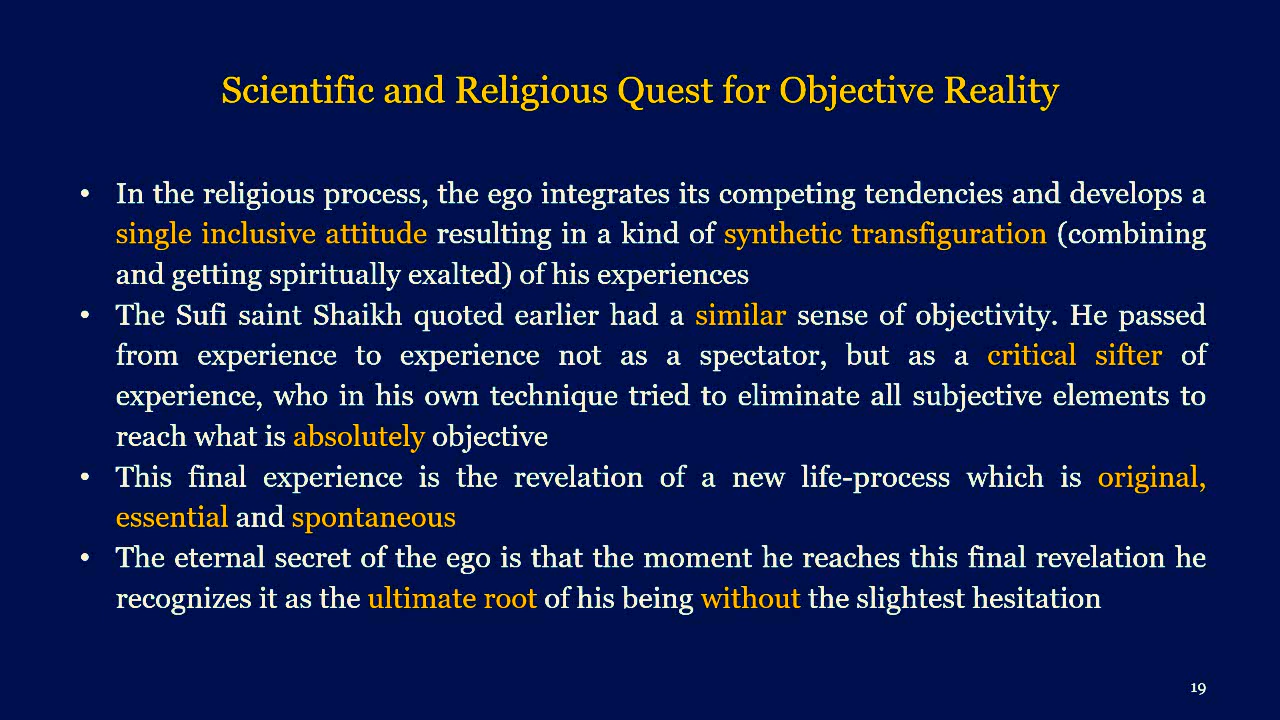 Scientific and Religious Quest for Objective Reality
• In the religious process, the ego integrates its competing tendencies and develops a
single inclusive attitude resulting in a kind of synthetic transfiguration (combining
and getting spiritually exalted) of his experiences
• The Sufi saint Shaikh quoted earlier had a similar sense of objectivity. He passed
from experience to experience not as a spectator, but as a critical sifter of
experience, who in his own technique tried to eliminate all subjective elements to
reach what is absolutely objective
• This final experience is the revelation of a new life-process which is original,
essential and spontaneous
• The eternal secret of the ego is that the moment he reaches this final revelation he
recognizes it as the ultimate root of his being without the slightest hesitation
19